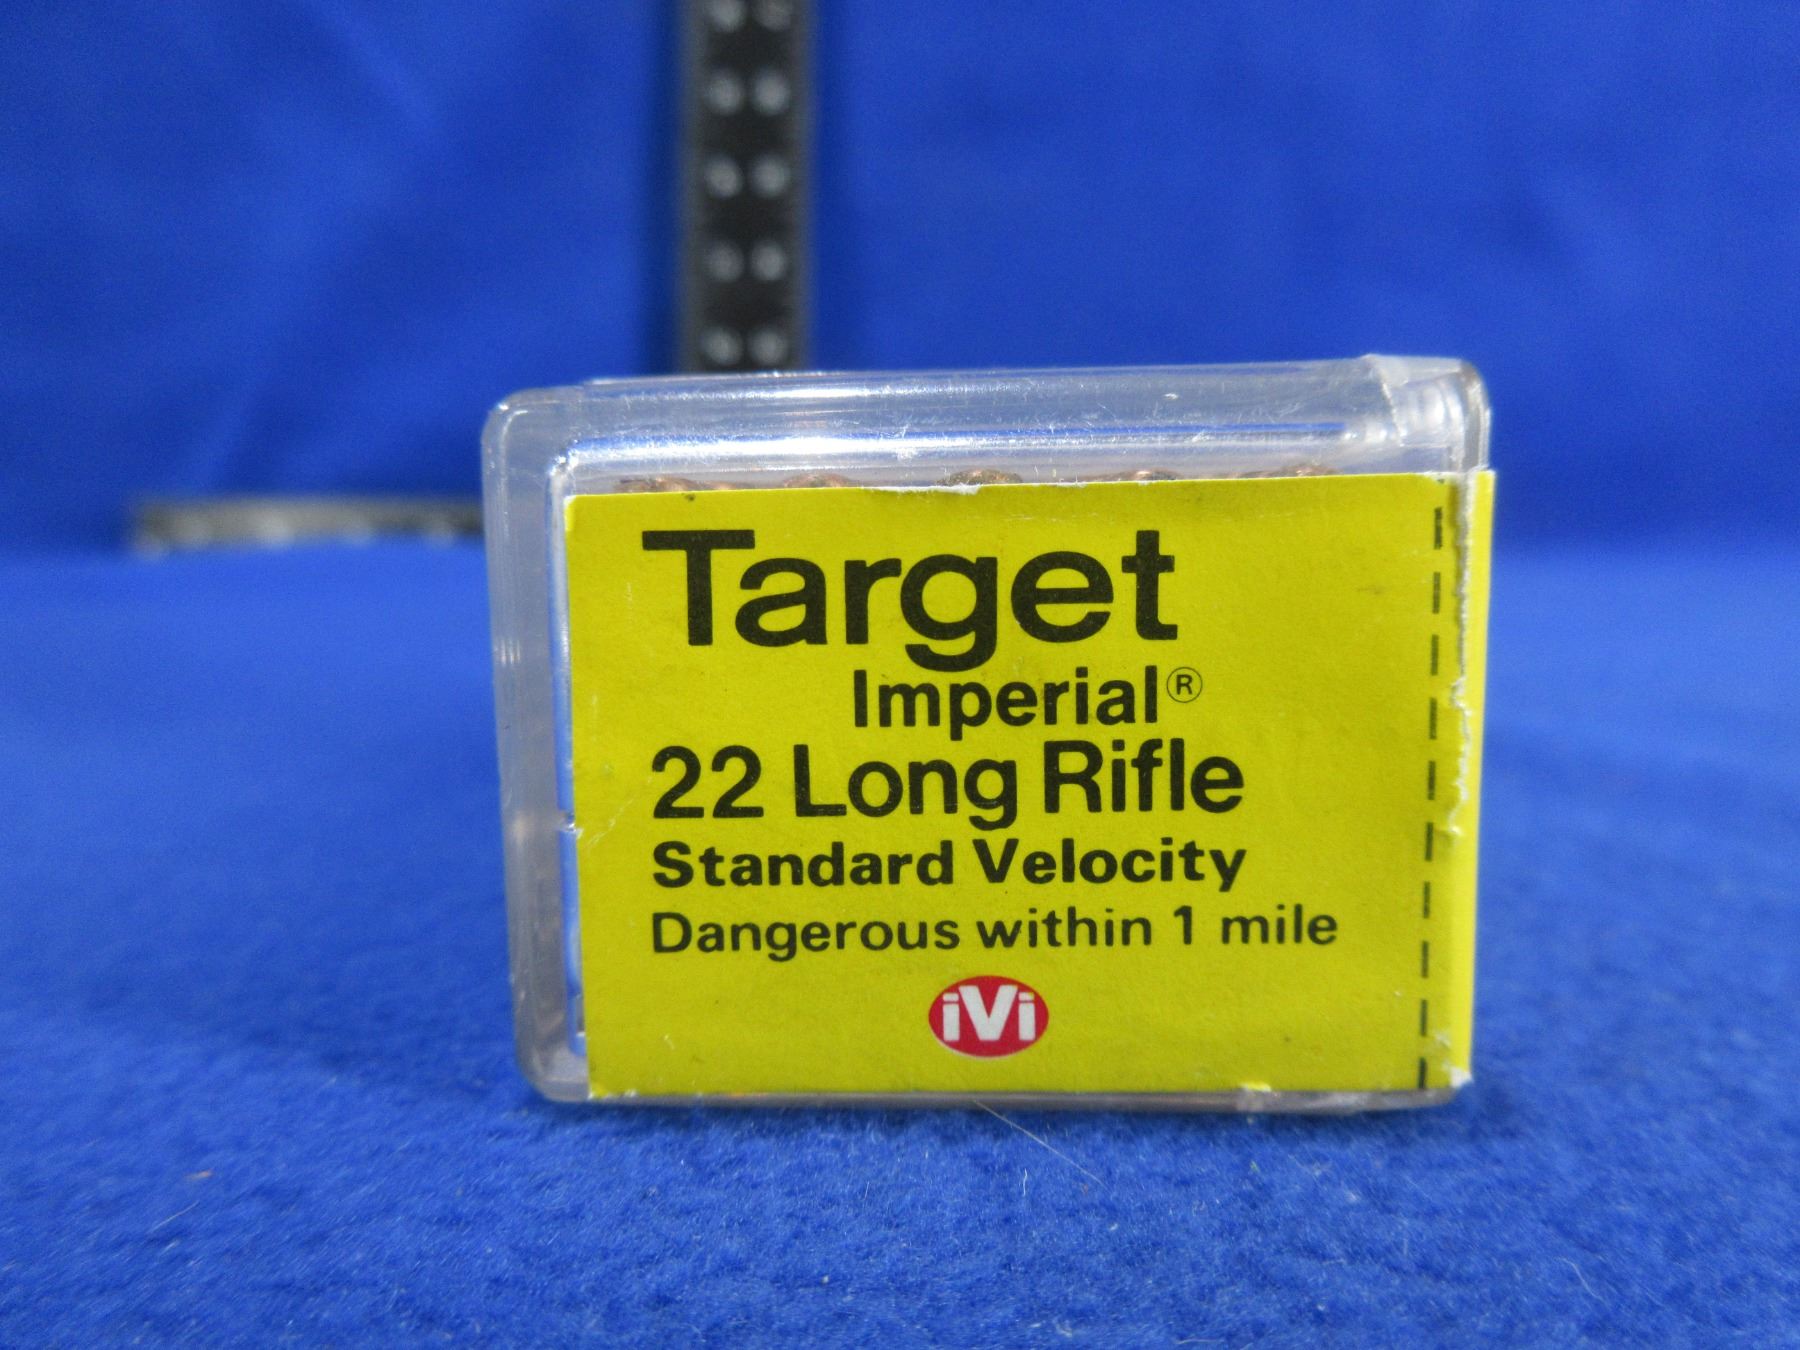 Target
Imperial®
22 Long Rifle
Standard Velocity
Dangerous within 1 mile
iVi